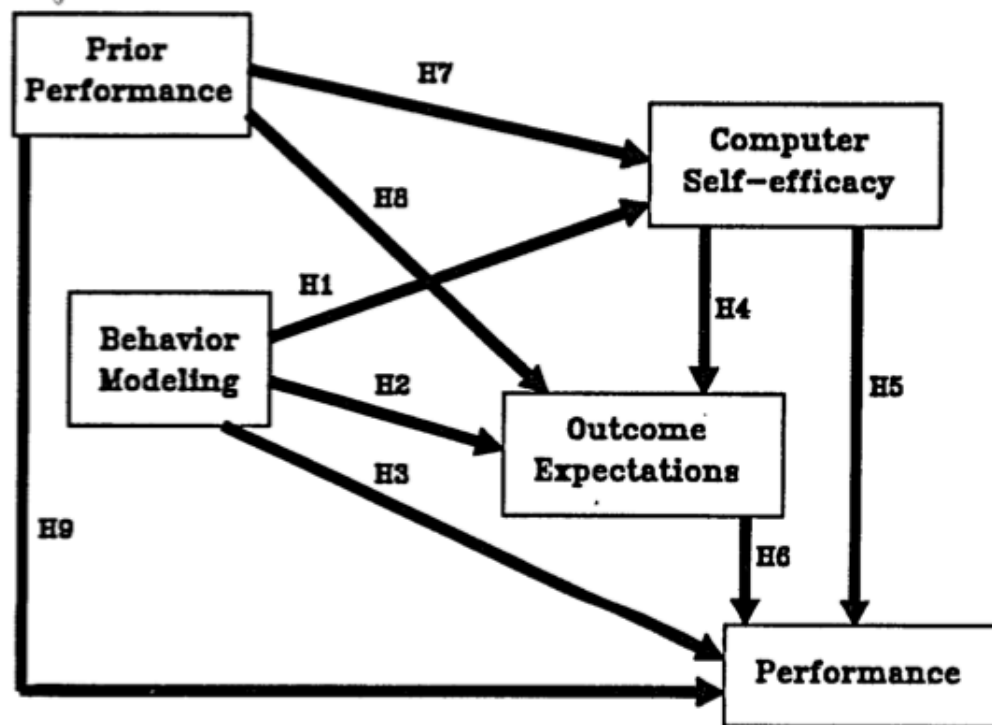 Prior
Performance
H7
Computer
Self-efficacy
H8
H1
Behavior
Modeling
H4
H2
H5
Outcome
Expectations
H3
H9
H6
Performance